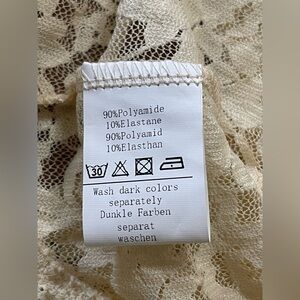 90%Polyamide
10%Elastane
90%Polyamid
10%Elasthan
30
Wash dark colors
separately
Dunkle Farben
separat
waschen